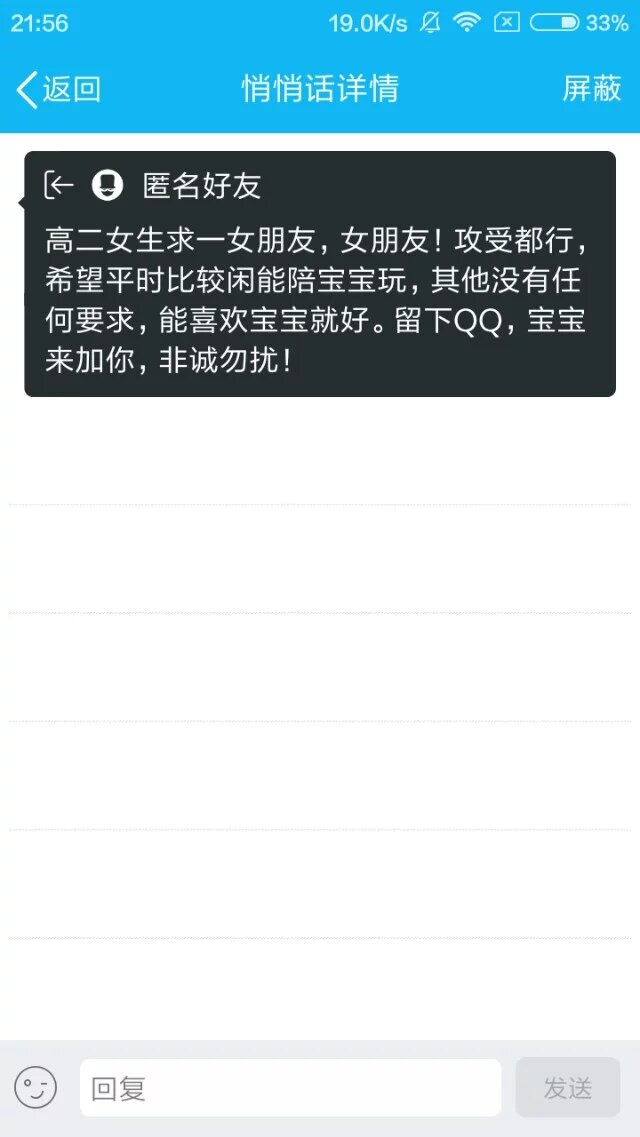 21:56 19.0K/s 33%
返回 悄悄话详情 屏蔽
匿名好友
高二女生求一女朋友，女朋友！攻受都行，
希望平时比较闲能陪宝宝玩，其他没有任
何要求，能喜欢宝宝就好。留下QQ，宝宝
来加你，非诚勿扰！
回复 发送